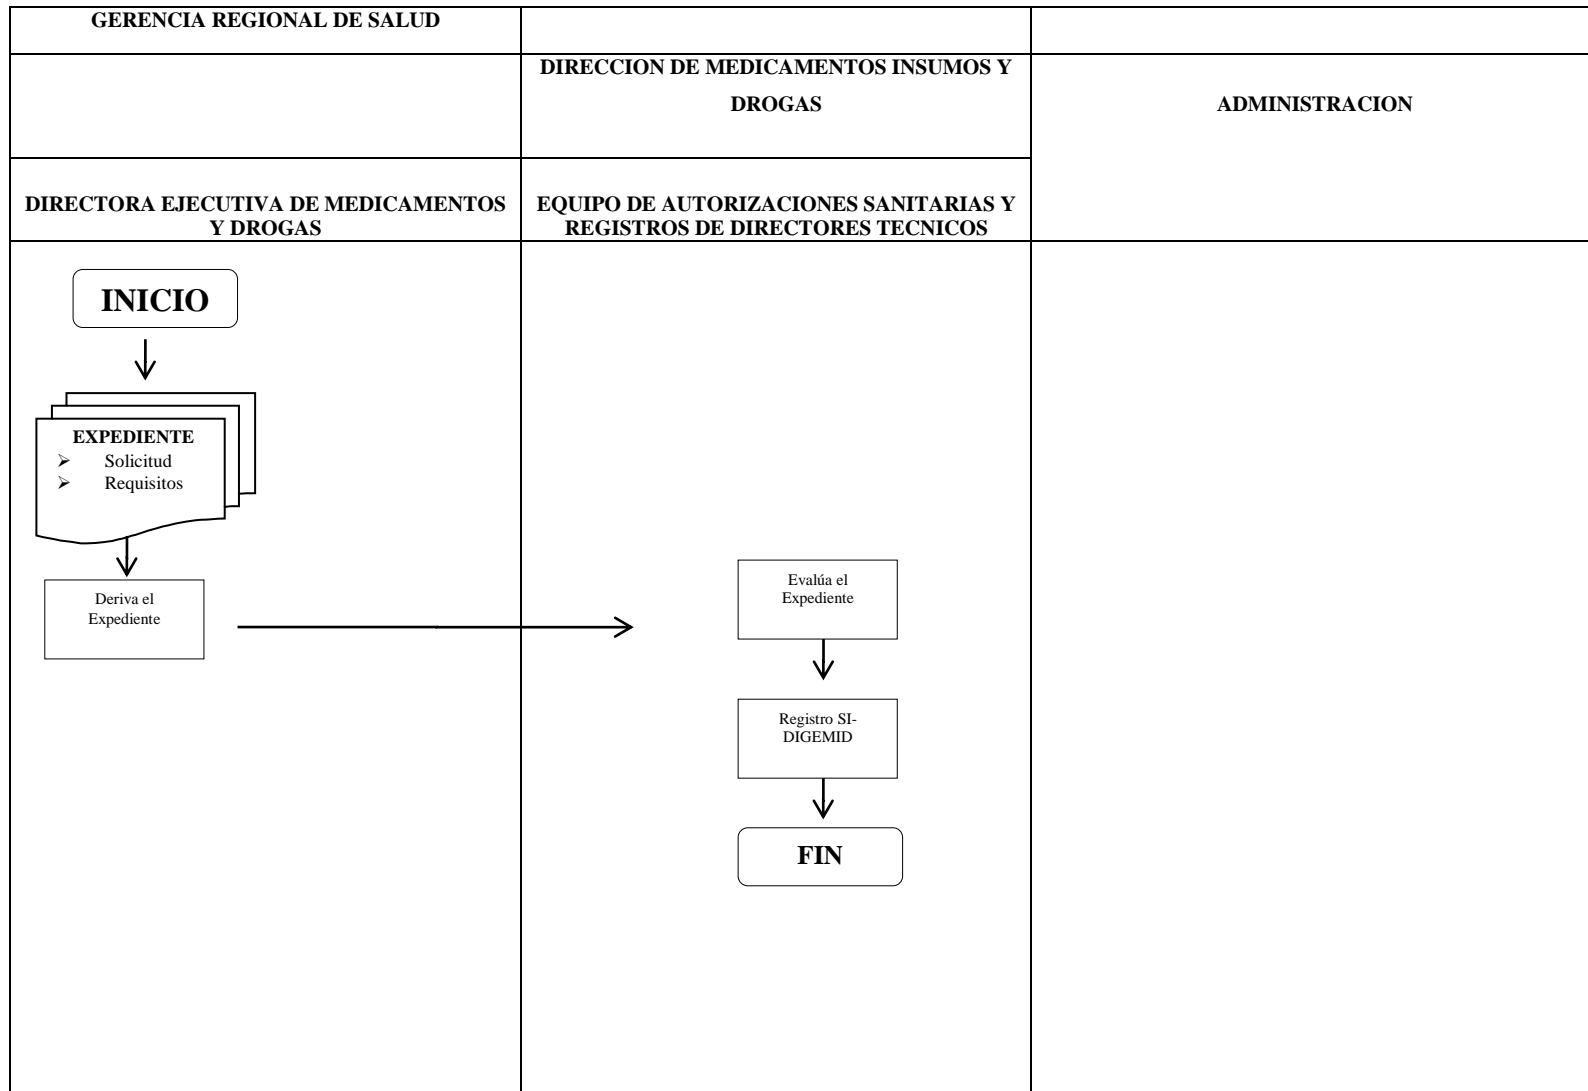 GERENCIA REGIONAL DE SALUD
DIRECCION DE MEDICAMENTOS INSUMOS Y
DROGAS
ADMINISTRACION
DIRECTORA EJECUTIVA DE MEDICAMENTOS
Y DROGAS
EQUIPO DE AUTORIZACIONES SANITARIAS Y
REGISTROS DE DIRECTORES TECNICOS
INICIO
EXPEDIENTE
➢ Solicitud
➢ Requisitos
Deriva el
Expediente
Evalúa el
Expediente
Registro SI-
DIGEMID
FIN